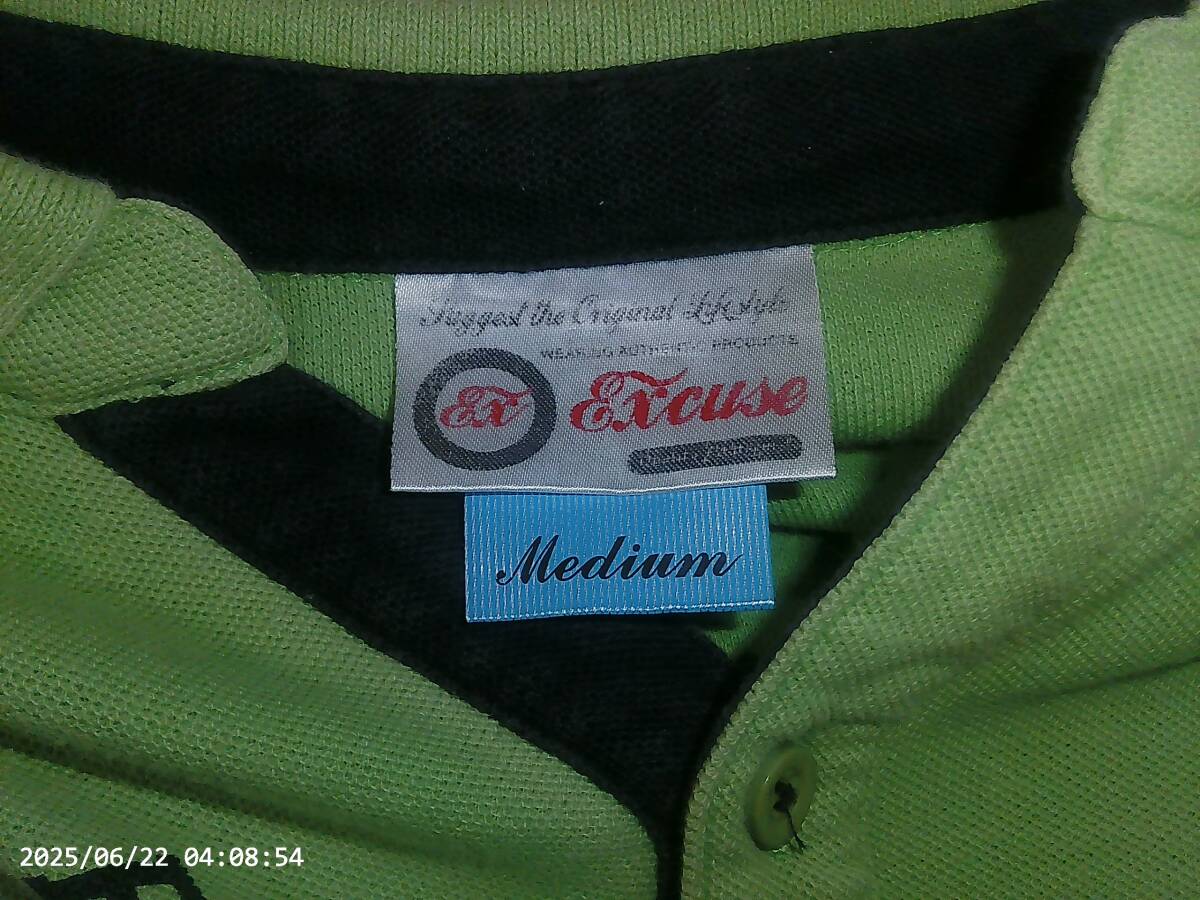 Suggest the Original Lifestyle
WEARING AUTHENTIC PRODUCTS
EX
EXcuse
Medium
2025/06/22 04:08:54